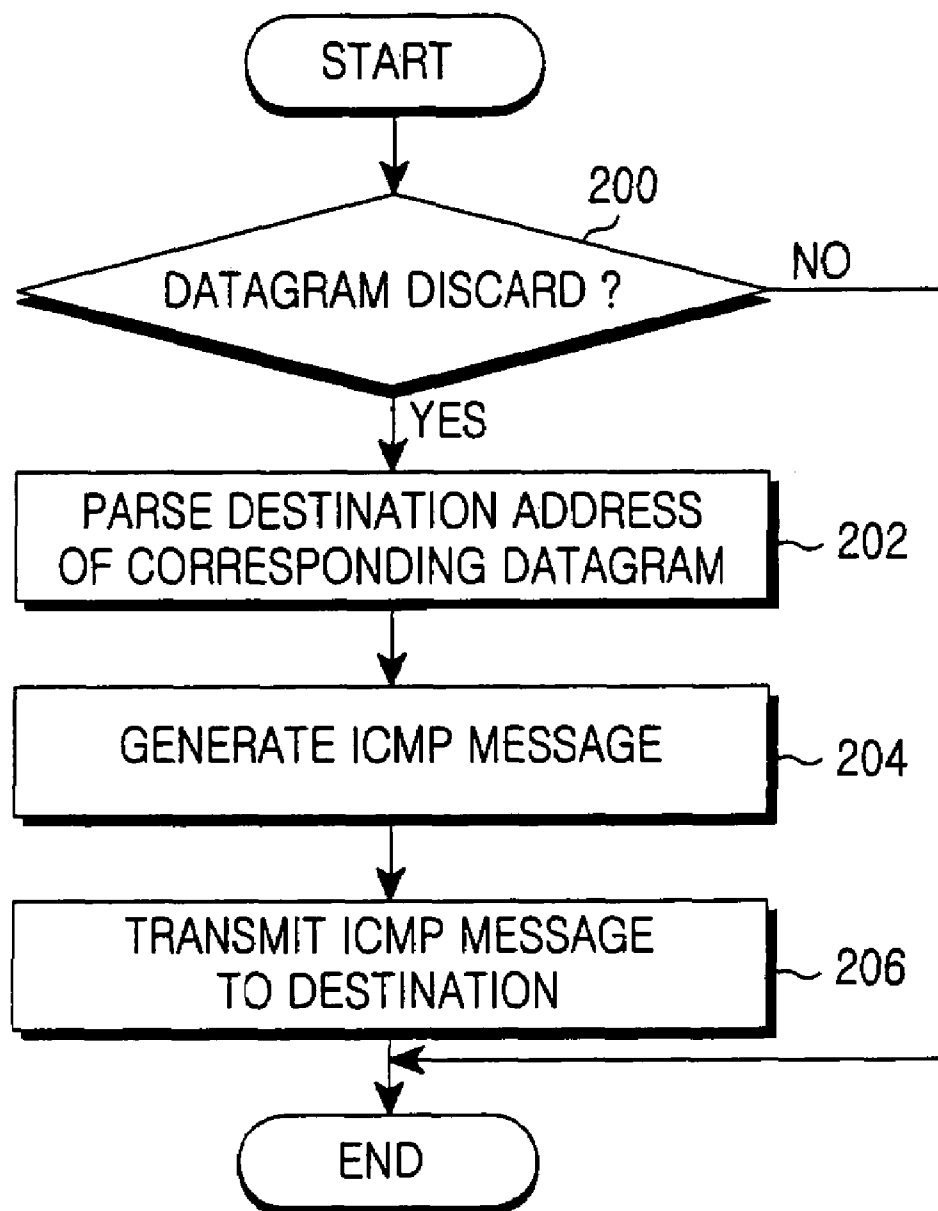 START
200
DATAGRAM DISCARD ?
NO
YES
PARSE DESTINATION ADDRESS
OF CORRESPONDING DATAGRAM
202
GENERATE ICMP MESSAGE
204
TRANSMIT ICMP MESSAGE
TO DESTINATION
206
END